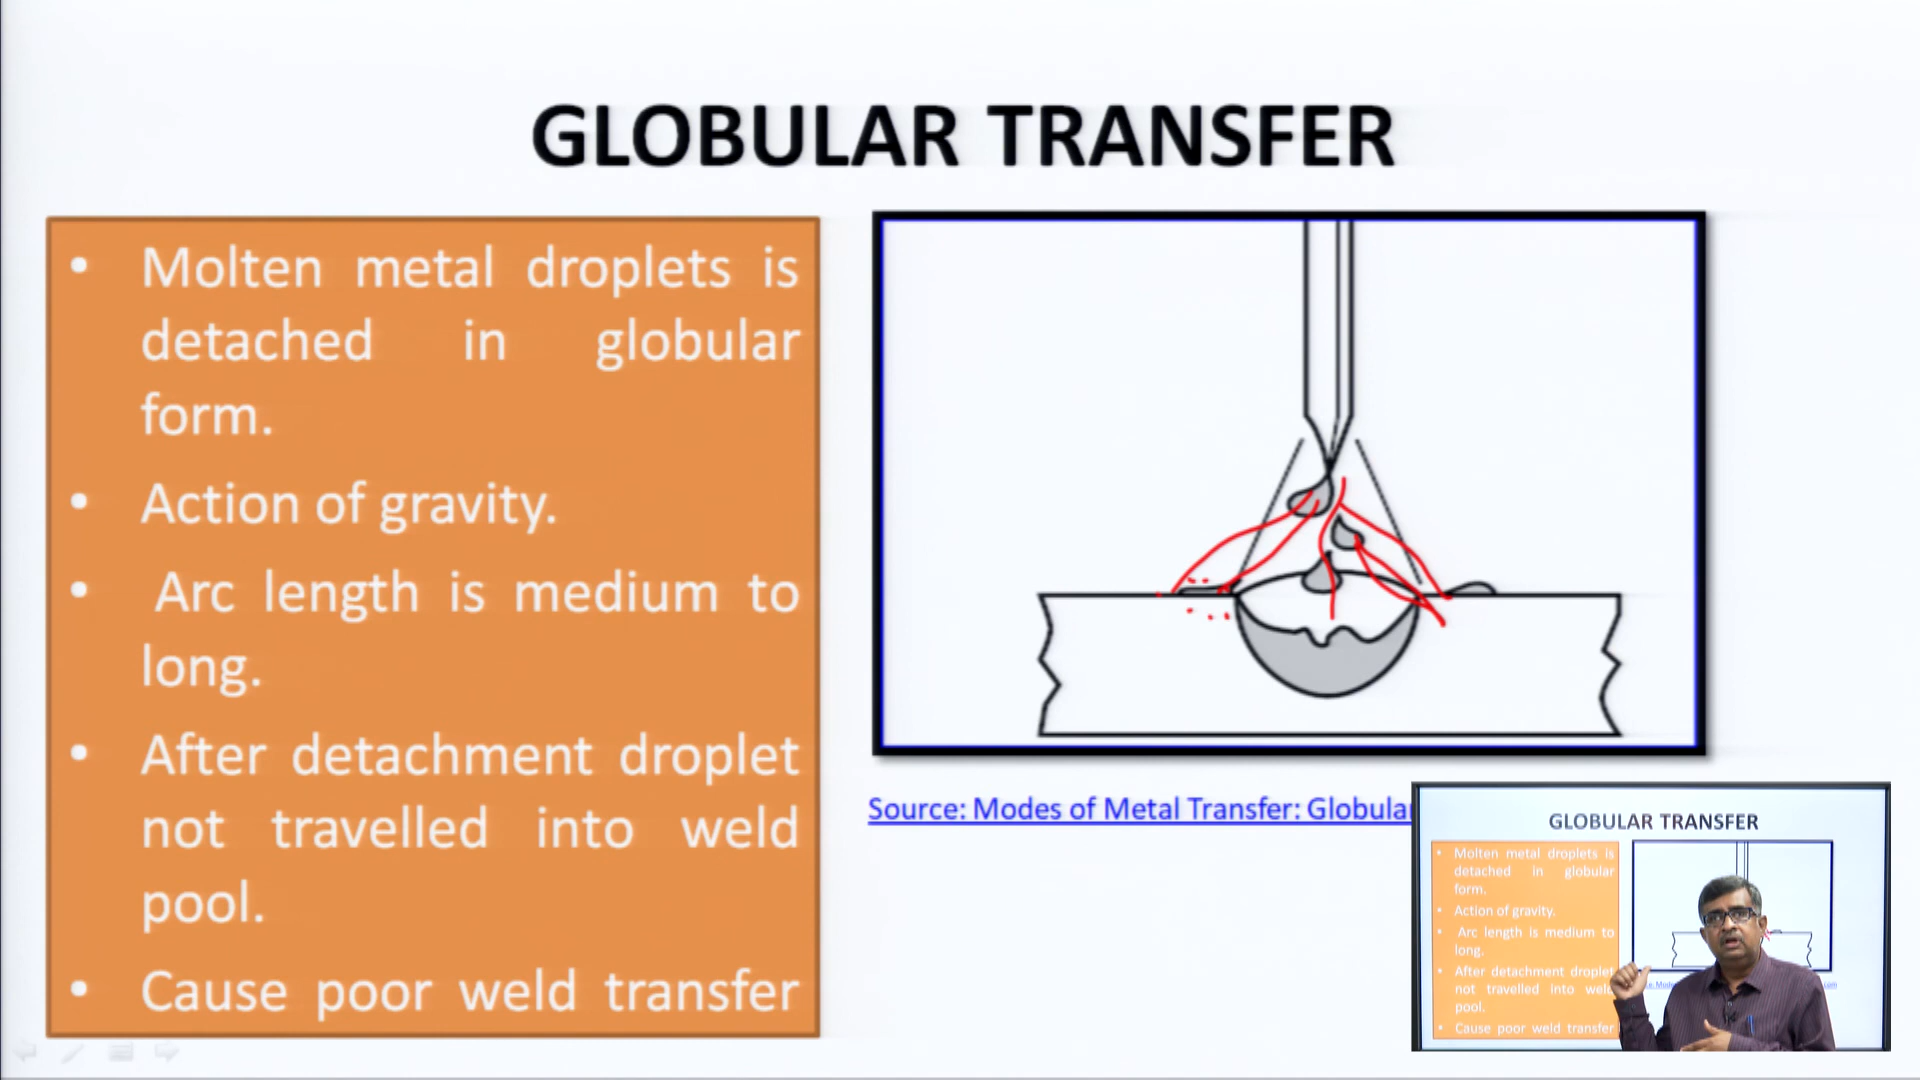 GLOBULAR TRANSFER
• Molten metal droplets is
detached in globular
form.
• Action of gravity.
• Arc length is medium to
long.
• After detachment droplet
not travelled into weld
pool.
• Cause poor weld transfer
Source: Modes of Metal Transfer: Globular
GLOBULAR TRANSFER
• Molten metal droplets is
detached in globular
form.
• Action of gravity.
• Arc length is medium to
long.
• After detachment droplet
not travelled into weld
pool.
• Cause poor weld transfer